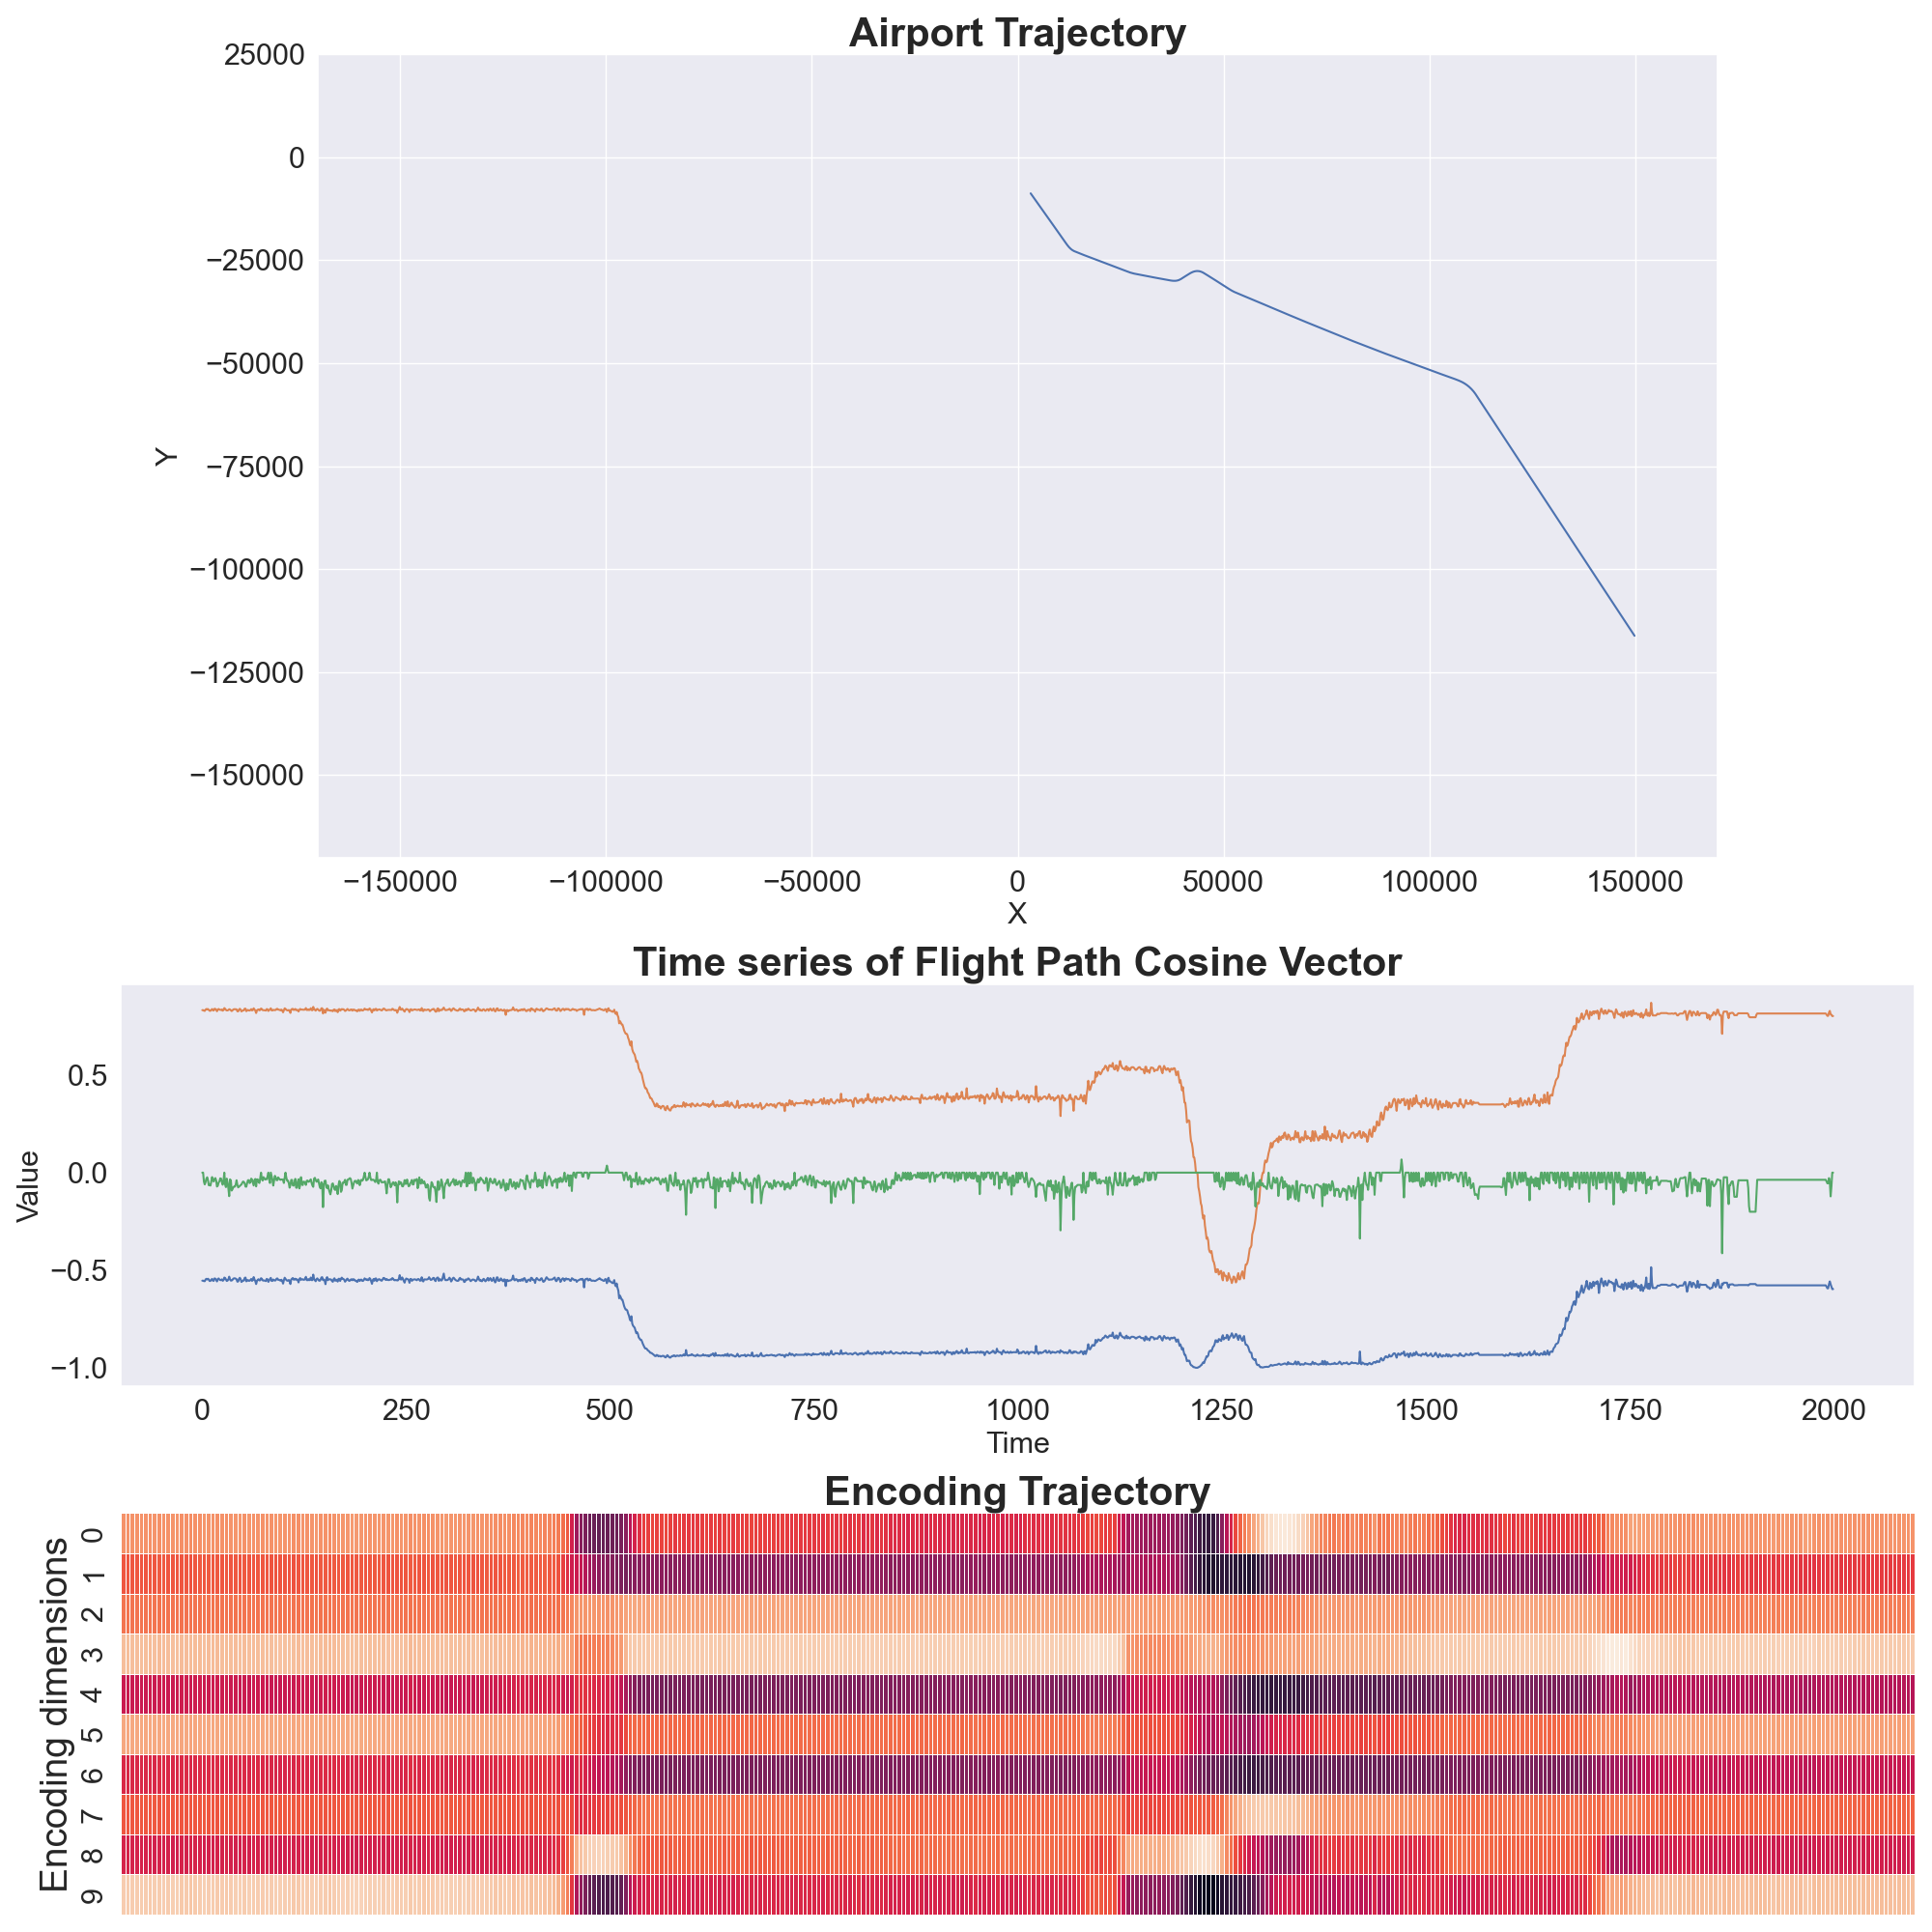 Airport Trajectory
25000
0
−25000
−50000
−75000
−100000
−125000
−150000
Y
−150000 −100000 −50000 0 50000 100000 150000
X
Time series of Flight Path Cosine Vector
0.5
0.0
−0.5
−1.0
Value
0 250 500 750 1000 1250 1500 1750 2000
Time
Encoding Trajectory
Encoding dimensions
0
1
2
3
4
5
6
7
8
9